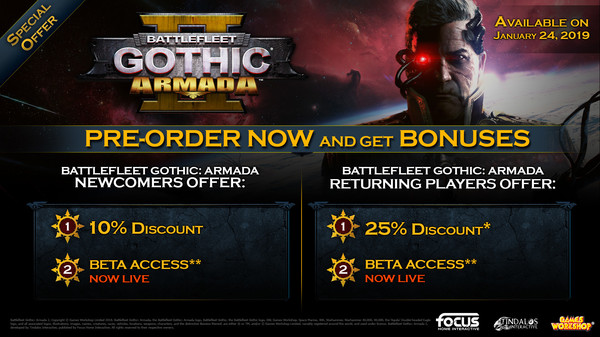 SPECIAL
OFFER
BATTLEFLEET
GOTHIC
II
ARMADA
AVAILABLE ON
JANUARY 24, 2019
PRE-ORDER NOW AND GET BONUSES
BATTLEFLEET GOTHIC: ARMADA
NEWCOMERS OFFER:
1 10% DISCOUNT
2 BETA ACCESS**
NOW LIVE
BATTLEFLEET GOTHIC: ARMADA
RETURNING PLAYERS OFFER:
1 25% DISCOUNT*
2 BETA ACCESS**
NOW LIVE
FOCUS
HOME INTERACTIVE
TINDALOS
INTERACTIVE
GAMES
WORKSHOP